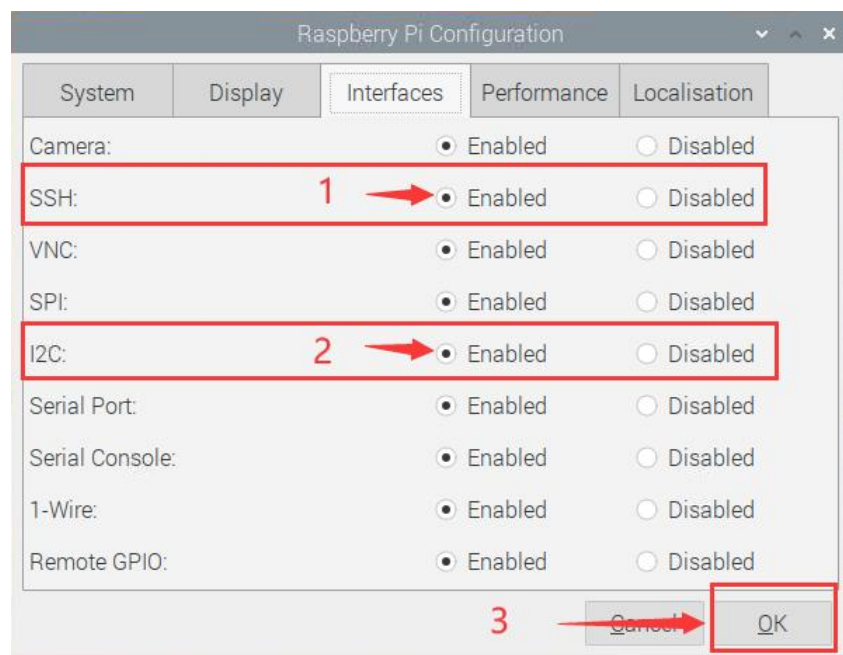 Raspberry Pi Configuration
System Display Interfaces Performance Localisation
Camera: Enabled Disabled
SSH: 1 Enabled Disabled
VNC: Enabled Disabled
SPI: Enabled Disabled
I2C: 2 Enabled Disabled
Serial Port: Enabled Disabled
Serial Console: Enabled Disabled
1-Wire: Enabled Disabled
Remote GPIO: Enabled Disabled
3 Cancel OK